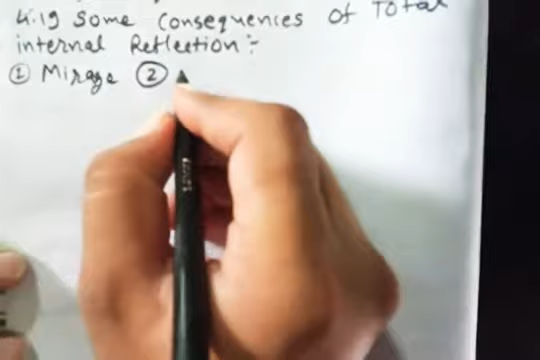 4.19 Some Consequences of Total
internal Reflection :-
① Mirage ②